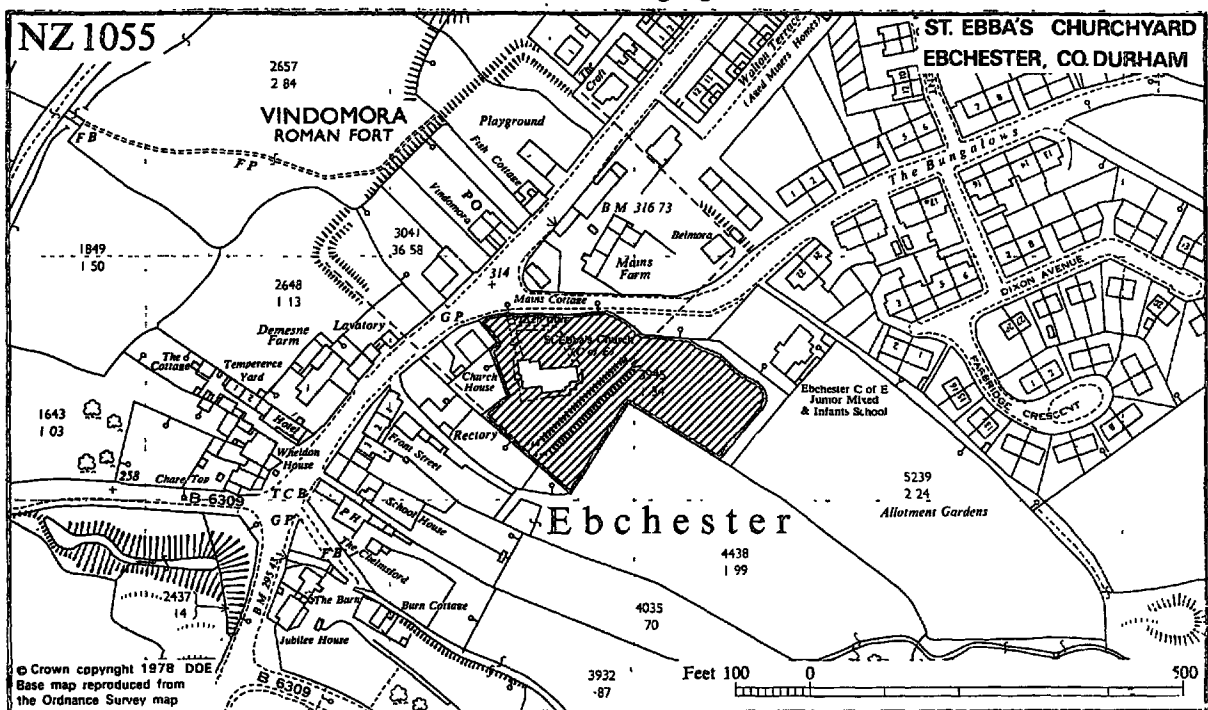 NZ 1055
ST. EBBA'S CHURCHYARD
EBCHESTER, CO. DURHAM
2657
2 84
VINDOMORA
ROMAN FORT
Playground
The Croft
Walton Terrace
(Aged Miners Homes)
FB
FP
Fish Cottage
PO
Vindomora
BM 316 73
The Bungalows
1849
1 50
3041
36 58
314
Belmora
Mains
Farm
DIXON AVENUE
2648
1 13
Mains Cottage
GP
Demesne
Farm
Lavatory
St Ebba's Church
(C of E)
The
Cottage
Temperance
Yard
Church
House
Ebchester C of E
Junior Mixed
& Infants School
FARBRIDGE
CRESCENT
1643
1 03
Hotel
Rectory
Front Street
Wheldon
House
258
Chare Top
B 6309
TCB
GP
School House
PH
The Chelmsford
FB
Ebchester
5239
2 24
Allotment Gardens
4438
1 99
2437
14
The Barn
Burn Cottage
4035
70
Jubilee House
B 6309
3932
·87
© Crown copyright 1978 DOE
Base map reproduced from
the Ordnance Survey map
Feet 100 0 500